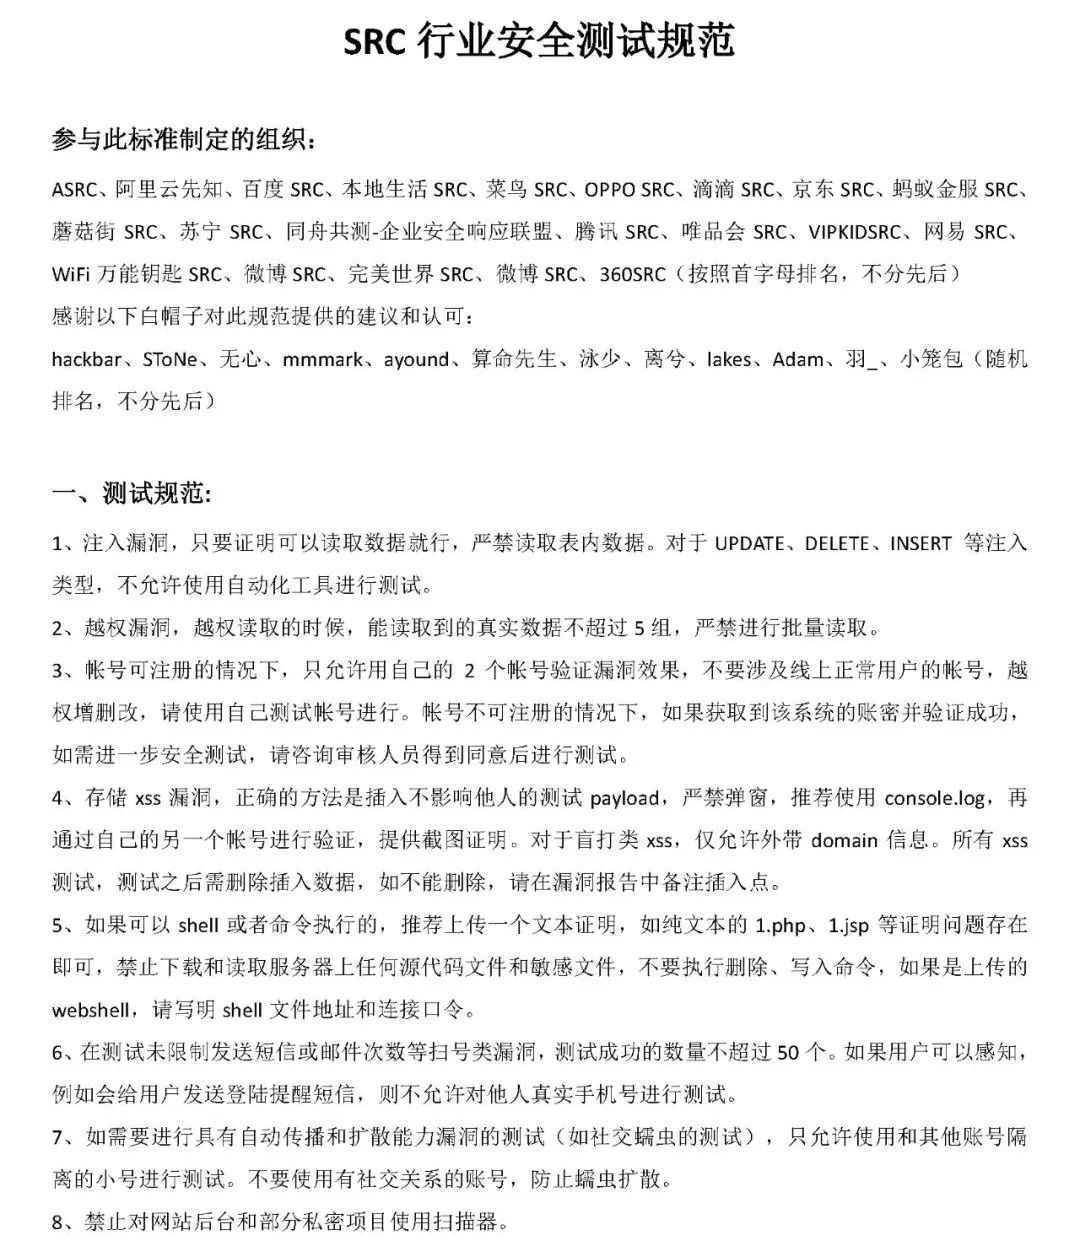 SRC 行业安全测试规范
参与此标准制定的组织：
ASRC、阿里云先知、百度 SRC、本地生活 SRC、菜鸟 SRC、OPPO SRC、滴滴 SRC、京东 SRC、蚂蚁金服 SRC、
蘑菇街 SRC、苏宁 SRC、同舟共测-企业安全响应联盟、腾讯 SRC、唯品会 SRC、VIPKIDSRC、网易 SRC、
WiFi 万能钥匙 SRC、微博 SRC、完美世界 SRC、微博 SRC、360SRC（按照首字母排名，不分先后）
感谢以下白帽子对此规范提供的建议和认可：
hackbar、SToNe、无心、mmmark、ayound、算命先生、泳少、离兮、lakes、Adam、羽_、小笼包（随机
排名，不分先后）
一、测试规范:
1、注入漏洞，只要证明可以读取数据就行，严禁读取表内数据。对于 UPDATE、DELETE、INSERT 等注入
类型，不允许使用自动化工具进行测试。
2、越权漏洞，越权读取的时候，能读取到的真实数据不超过 5 组，严禁进行批量读取。
3、帐号可注册的情况下，只允许用自己的 2 个帐号验证漏洞效果，不要涉及线上正常用户的帐号，越
权增删改，请使用自己测试帐号进行。帐号不可注册的情况下，如果获取到该系统的账密并验证成功，
如需进一步安全测试，请咨询审核人员得到同意后进行测试。
4、存储 xss 漏洞，正确的方法是插入不影响他人的测试 payload，严禁弹窗，推荐使用 console.log，再
通过自己的另一个帐号进行验证，提供截图证明。对于盲打类 xss，仅允许外带 domain 信息。所有 xss
测试，测试之后需删除插入数据，如不能删除，请在漏洞报告中备注插入点。
5、如果可以 shell 或者命令执行的，推荐上传一个文本证明，如纯文本的 1.php、1.jsp 等证明问题存在
即可，禁止下载和读取服务器上任何源代码文件和敏感文件，不要执行删除、写入命令，如果是上传的
webshell，请写明 shell 文件地址和连接口令。
6、在测试未限制发送短信或邮件次数等扫号类漏洞，测试成功的数量不超过 50 个。如果用户可以感知，
例如会给用户发送登陆提醒短信，则不允许对他人真实手机号进行测试。
7、如需要进行具有自动传播和扩散能力漏洞的测试（如社交蠕虫的测试），只允许使用和其他账号隔
离的小号进行测试。不要使用有社交关系的账号，防止蠕虫扩散。
8、禁止对网站后台和部分私密项目使用扫描器。